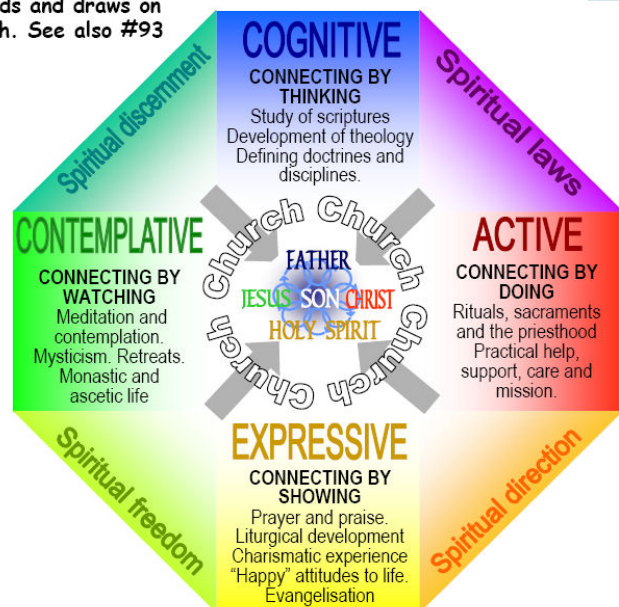 ds and draws on
h. See also #93
COGNITIVE
CONNECTING BY
THINKING
Study of scriptures
Development of theology
Defining doctrines and
disciplines.
Spiritual discernment
Spiritual laws
CONTEMPLATIVE
CONNECTING BY
WATCHING
Meditation and
contemplation.
Mysticism. Retreats.
Monastic and
ascetic life
Church Church
FATHER
JESUS SON CHRIST
HOLY SPIRIT
Church Church
ACTIVE
CONNECTING BY
DOING
Rituals, sacraments
and the priesthood
Practical help,
support, care and
mission.
EXPRESSIVE
CONNECTING BY
SHOWING
Prayer and praise.
Liturgical development
Charismatic experience
"Happy" attitudes to life.
Evangelisation
Spiritual freedom
Spiritual direction